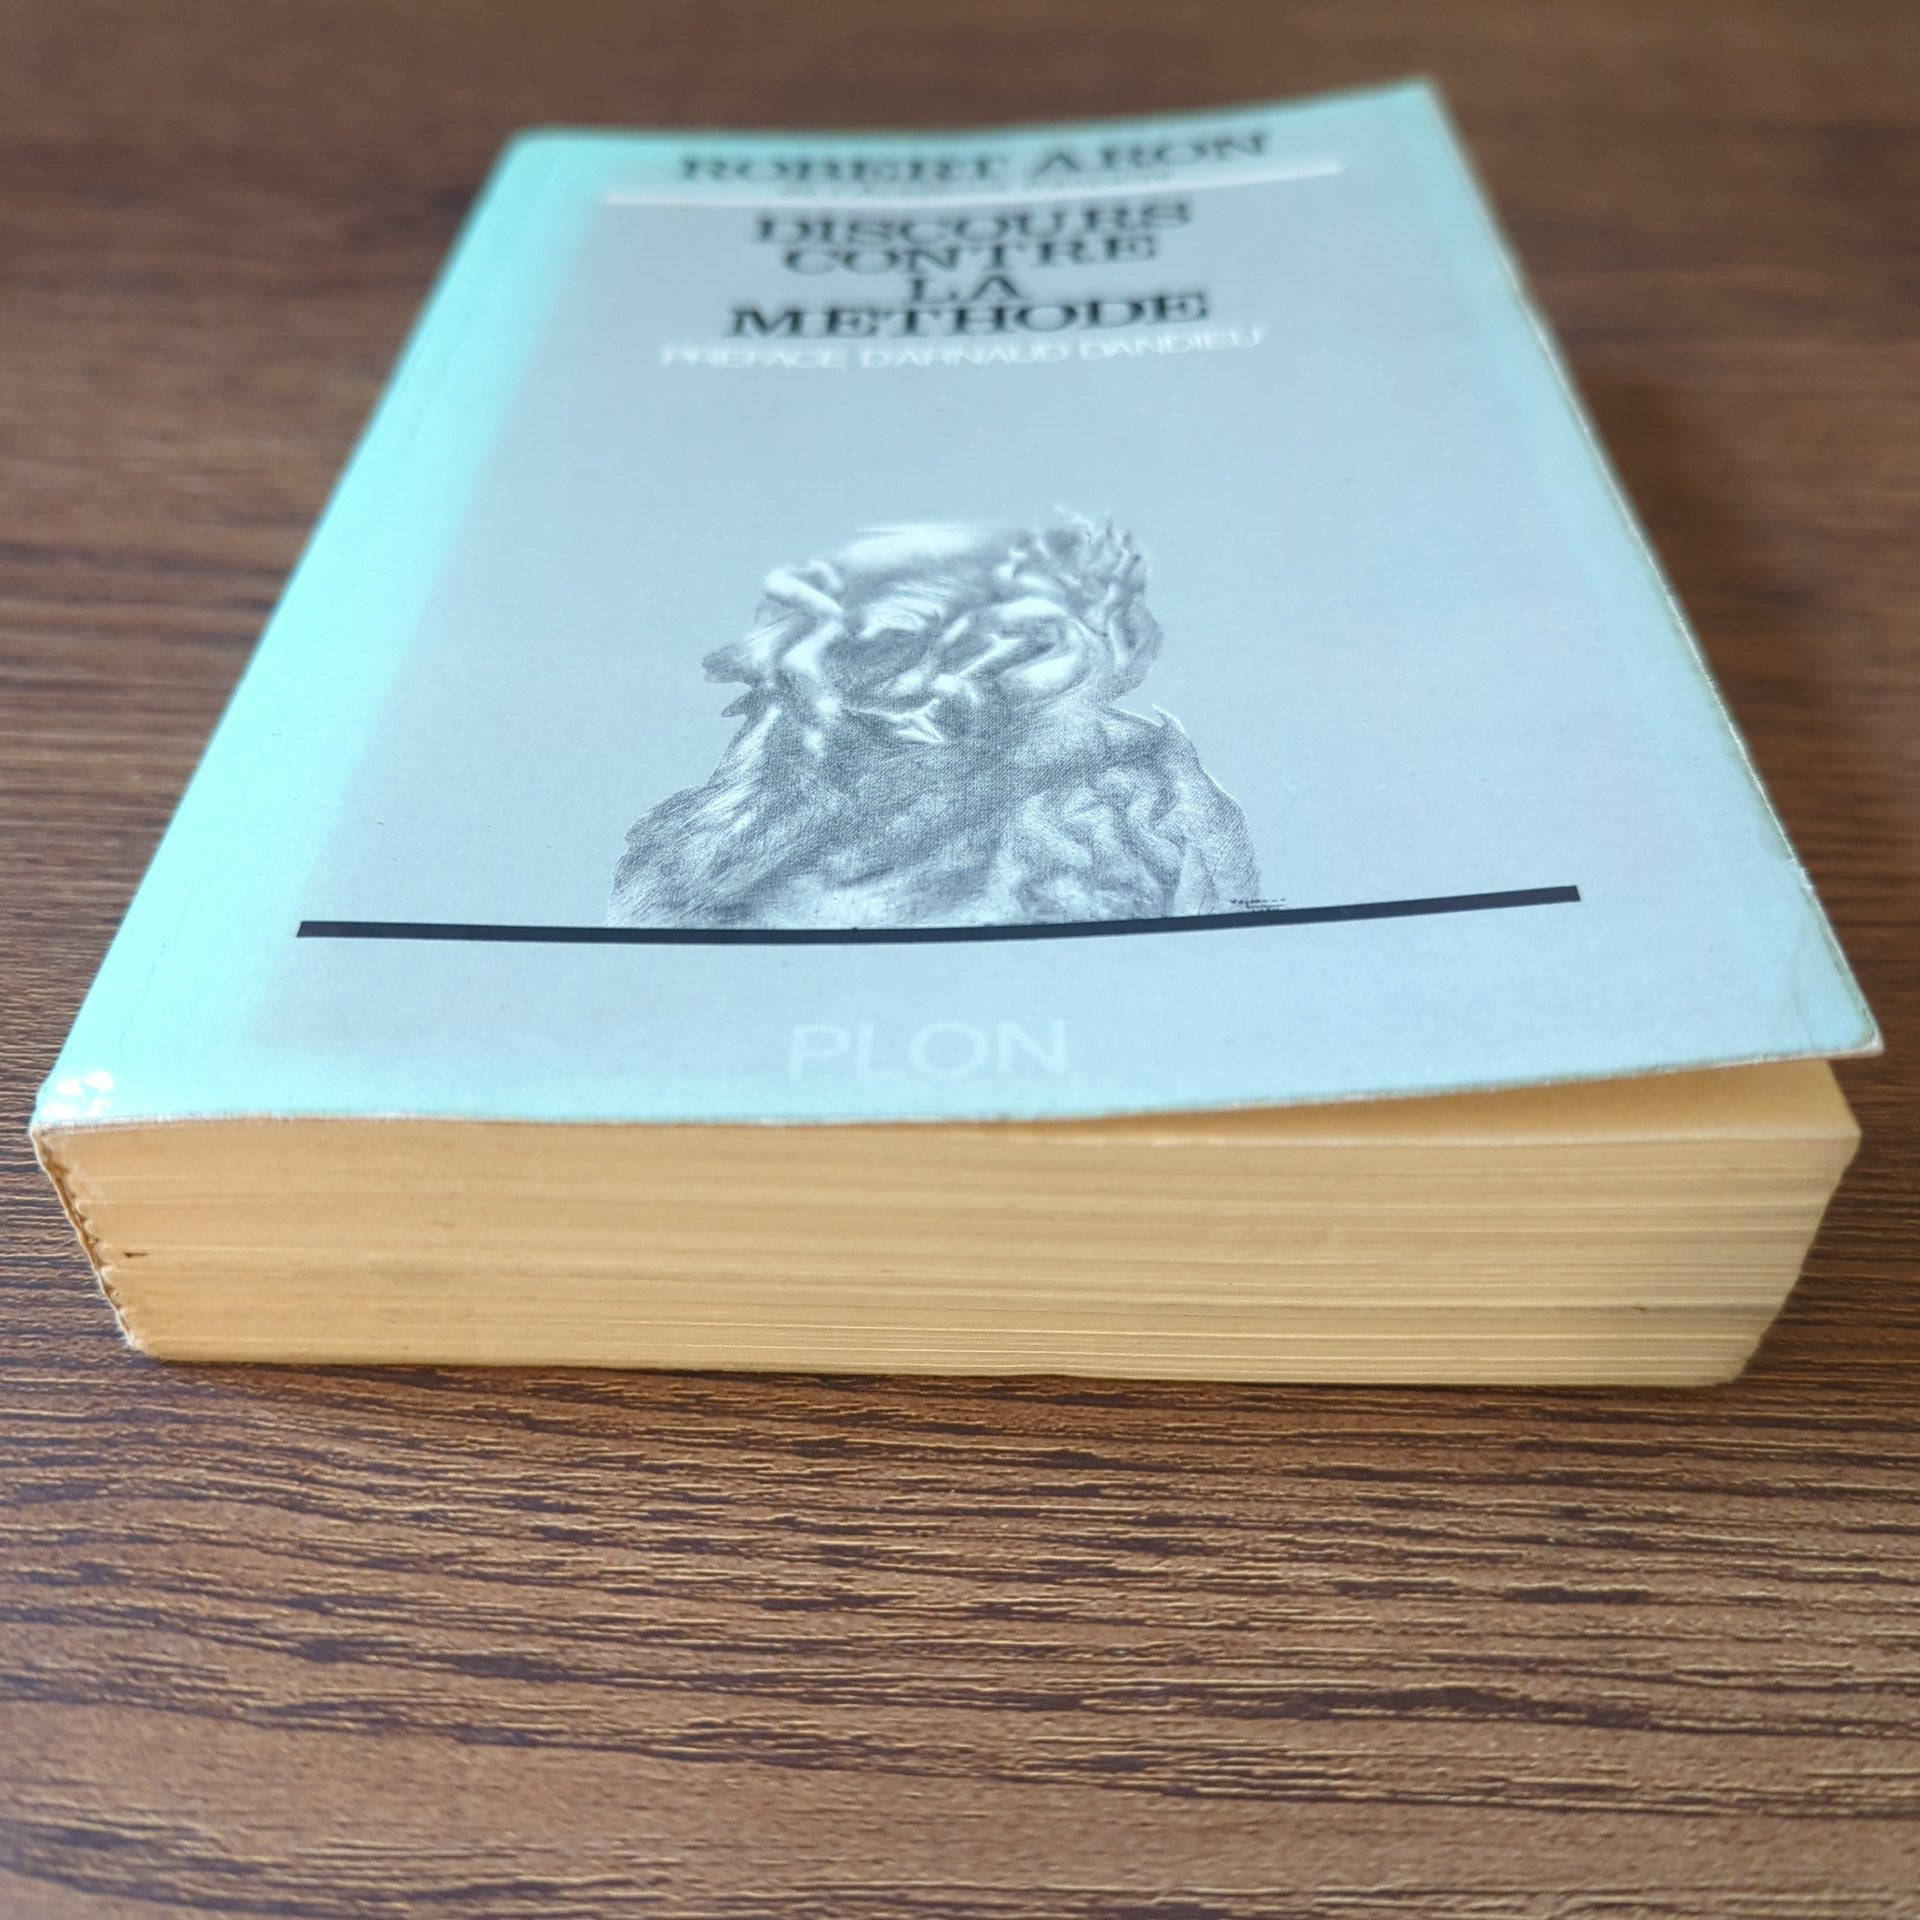 ROBERT ARON
DISCOURS
CONTRE
LA
METHODE
PREFACE D'ARNAUD DANDIEU
PLON